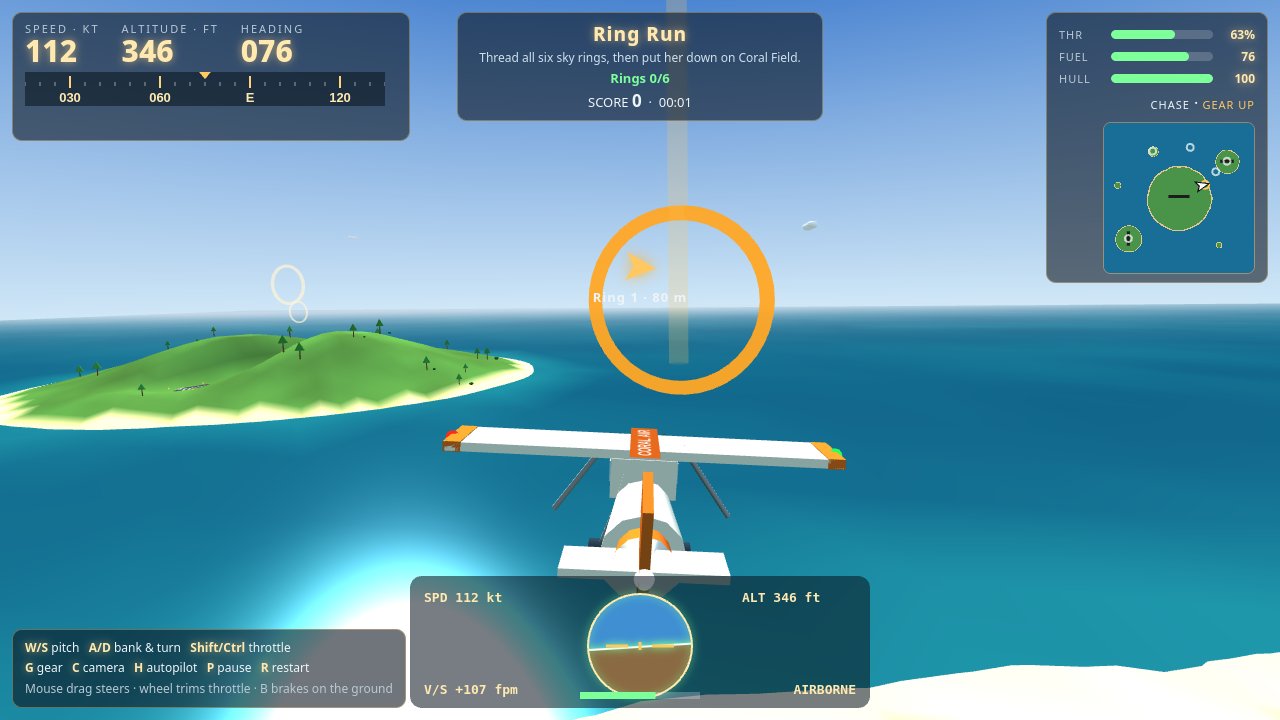 SPEED · KT ALTITUDE · FT HEADING
112 346 076
030 060 E 120
Ring Run
Thread all six sky rings, then put her down on Coral Field.
Rings 0/6
SCORE 0 · 00:01
THR 63%
FUEL 76
HULL 100
CHASE · GEAR UP
Ring 1 · 80 m
CORAL AIR
SPD 112 kt ALT 346 ft
V/S +107 fpm AIRBORNE
W/S pitch A/D bank & turn Shift/Ctrl throttle
G gear C camera H autopilot P pause R restart
Mouse drag steers · wheel trims throttle · B brakes on the ground